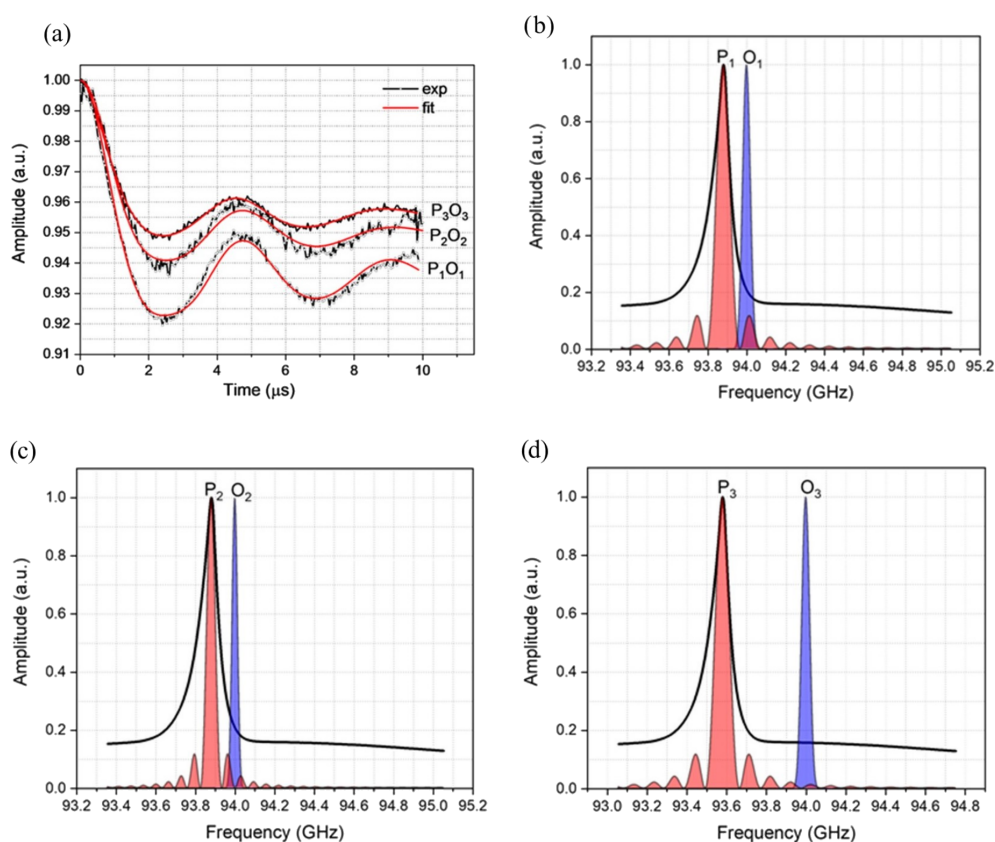 (a)
1.00
0.99
0.98
0.97
0.96
0.95
0.94
0.93
0.92
0.91
Amplitude (a.u.)
exp
fit
P₃O₃
P₂O₂
P₁O₁
0 2 4 6 8 10
Time (μs)
(b)
P₁ O₁
1.0
0.8
0.6
0.4
0.2
0.0
Amplitude (a.u.)
93.2 93.4 93.6 93.8 94.0 94.2 94.4 94.6 94.8 95.0 95.2
Frequency (GHz)
(c)
P₂ O₂
1.0
0.8
0.6
0.4
0.2
0.0
Amplitude (a.u.)
93.2 93.4 93.6 93.8 94.0 94.2 94.4 94.6 94.8 95.0 95.2
Frequency (GHz)
(d)
P₃ O₃
1.0
0.8
0.6
0.4
0.2
0.0
Amplitude (a.u.)
93.0 93.2 93.4 93.6 93.8 94.0 94.2 94.4 94.6 94.8
Frequency (GHz)